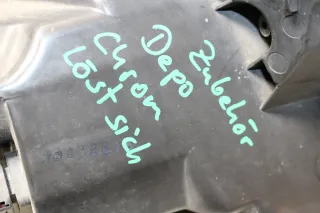 Zubehör
Depo
Chrom
löst sich